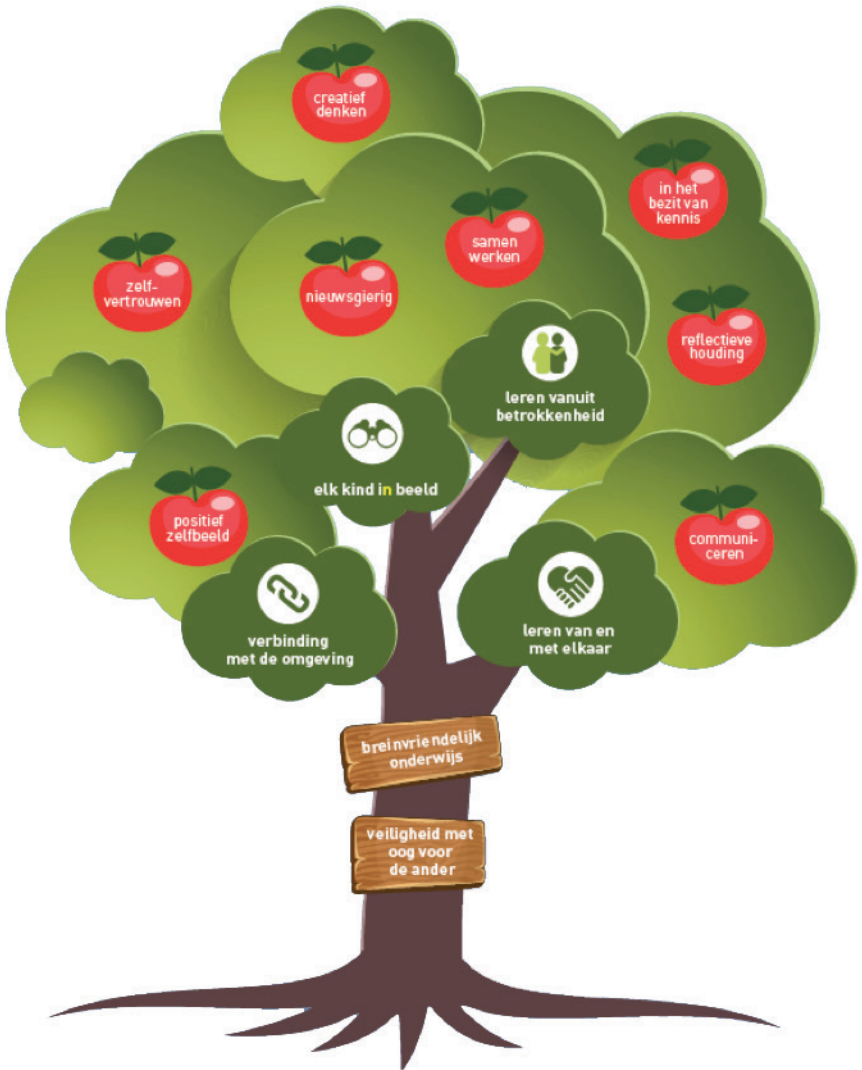 creatief
denken
in het
bezit van
kennis
samen
werken
zelf-
vertrouwen
nieuwsgierig
reflectieve
houding
leren vanuit
betrokkenheid
elk kind in beeld
positief
zelfbeeld
communi-
ceren
verbinding
met de omgeving
leren van en
met elkaar
breinvriendelijk
onderwijs
veiligheid met
oog voor
de ander